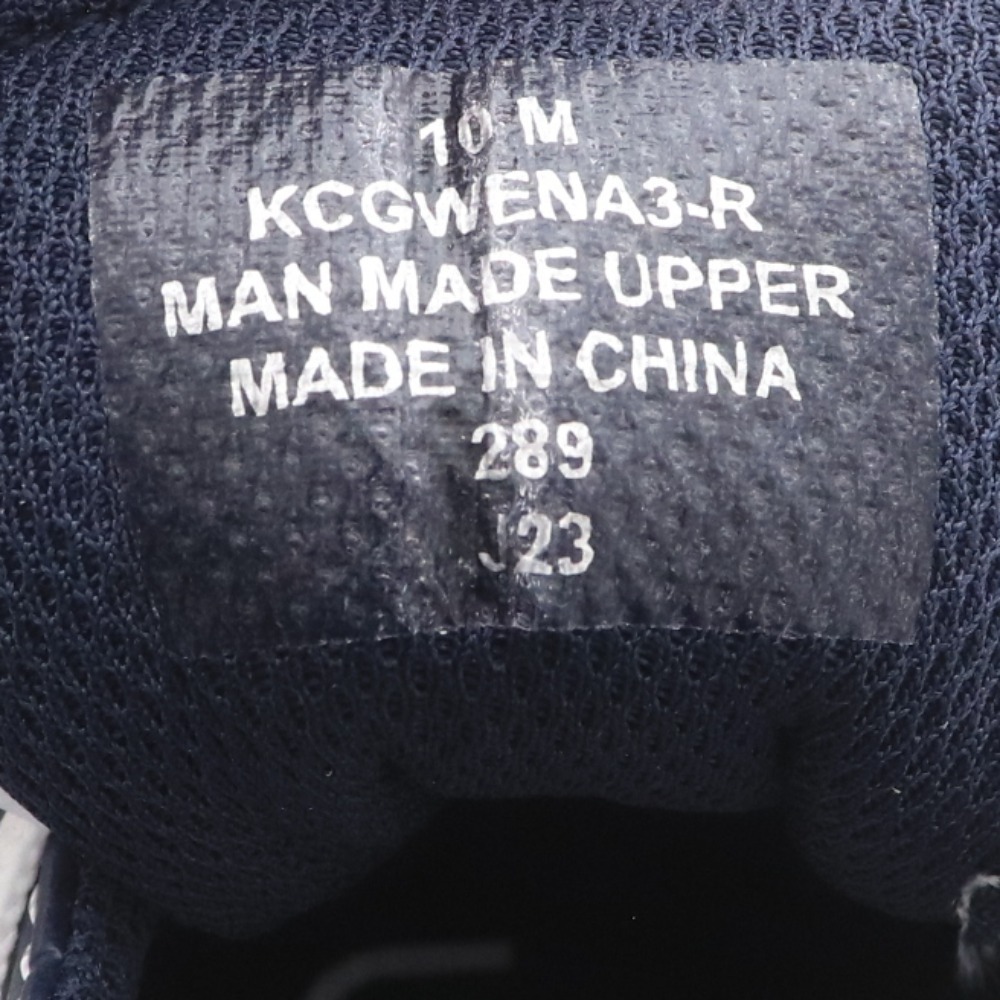 10 M
KCGWENA3-R
MAN MADE UPPER
MADE IN CHINA
289
J23